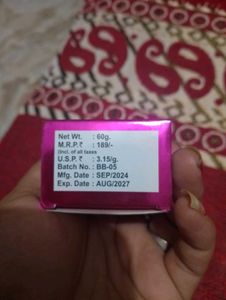 Net Wt. : 60g.
M.R.P.₹ : 189/-
(Incl. of all taxes
U.S.P. ₹ : 3.15/g.
Batch No. : BB-05
Mfg. Date : SEP/2024
Exp. Date : AUG/2027